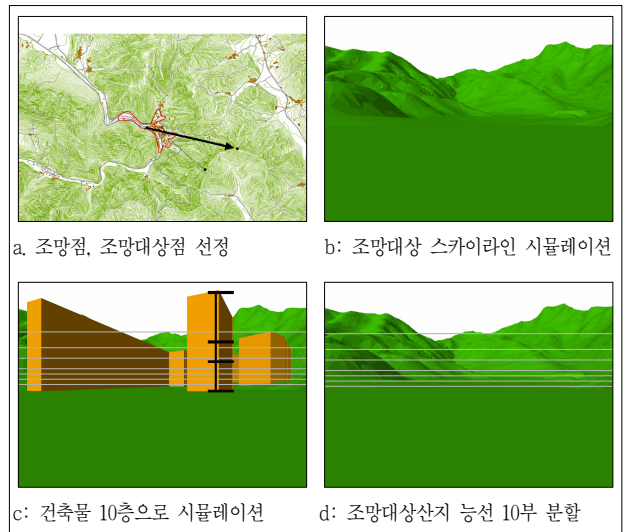 a. 조망점, 조망대상점 선정
b: 조망대상 스카이라인 시뮬레이션
c: 건축물 10층으로 시뮬레이션
d: 조망대상산지 능선 10부 분할